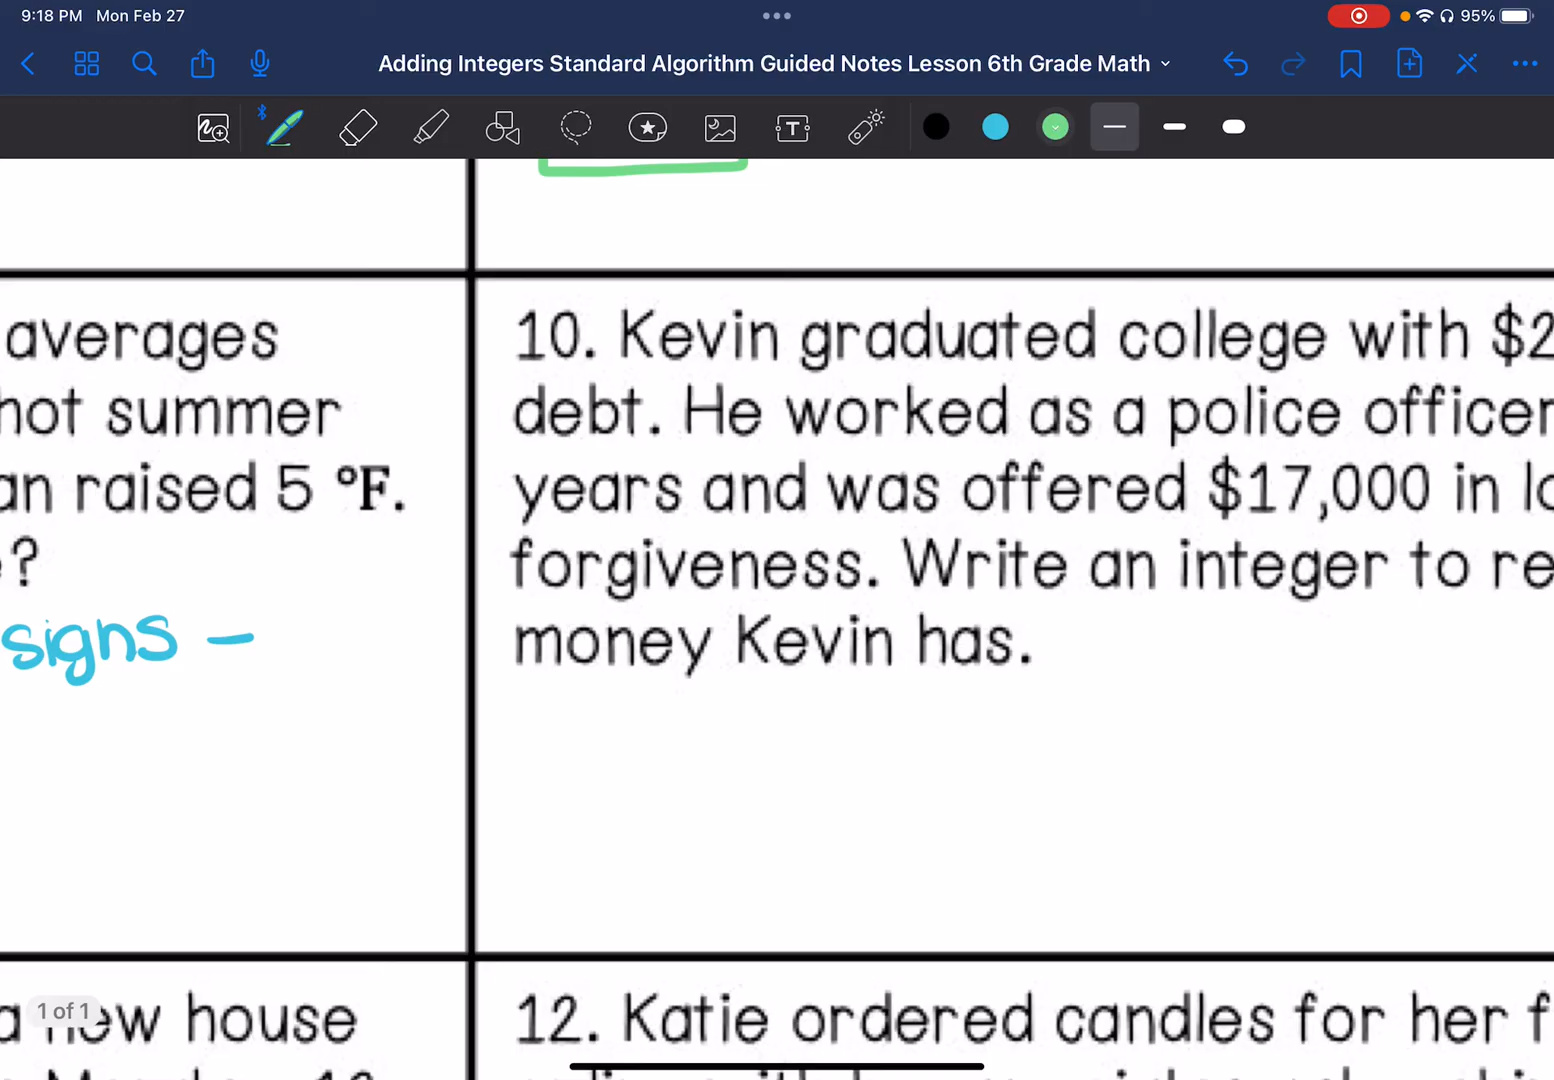 9:18 PM Mon Feb 27
95%
Adding Integers Standard Algorithm Guided Notes Lesson 6th Grade Math
T
averages
hot summer
an raised 5 °F.
?
signs –
10. Kevin graduated college with $2
debt. He worked as a police officer
years and was offered $17,000 in lo
forgiveness. Write an integer to re
money Kevin has.
1 of 1
a new house
12. Katie ordered candles for her f